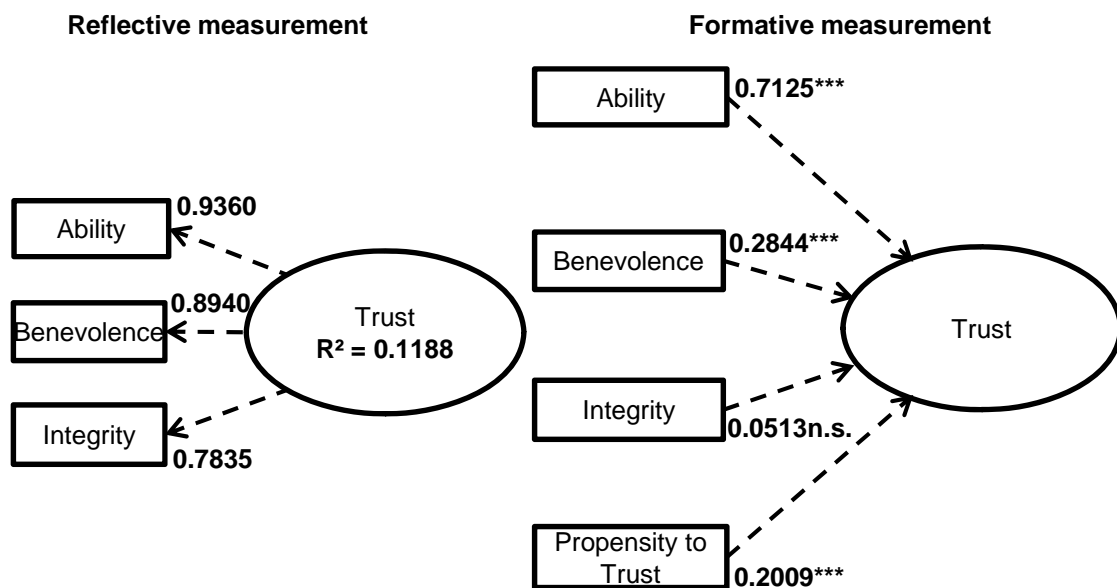 Reflective measurement
Ability
0.9360
Benevolence
0.8940
Integrity
0.7835
Trust
R² = 0.1188
Formative measurement
Ability
0.7125***
Benevolence
0.2844***
Integrity
0.0513n.s.
Propensity to
Trust
0.2009***
Trust